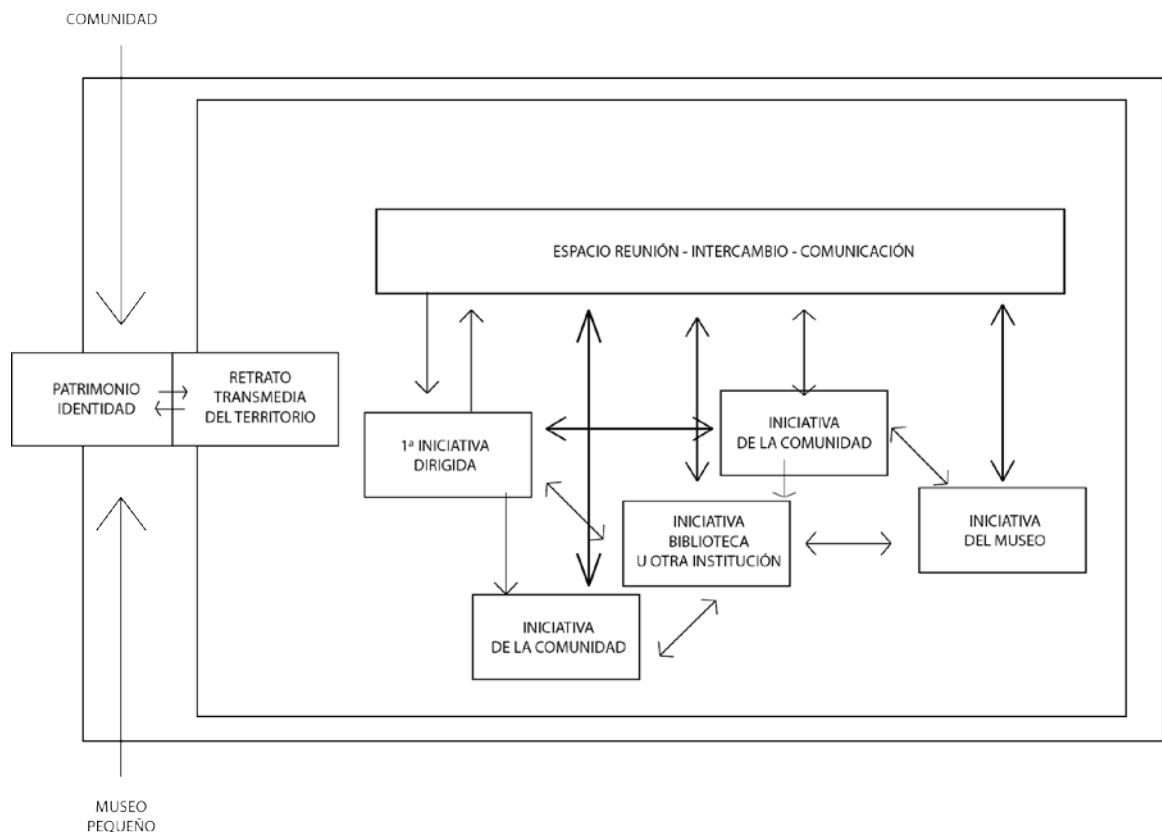 COMUNIDAD
ESPACIO REUNIÓN - INTERCAMBIO - COMUNICACIÓN
PATRIMONIO
IDENTIDAD
RETRATO
TRANSMEDIA
DEL TERRITORIO
1ª INICIATIVA
DIRIGIDA
INICIATIVA
DE LA COMUNIDAD
INICIATIVA
BIBLIOTECA
U OTRA INSTITUCIÓN
INICIATIVA
DEL MUSEO
INICIATIVA
DE LA COMUNIDAD
MUSEO
PEQUEÑO